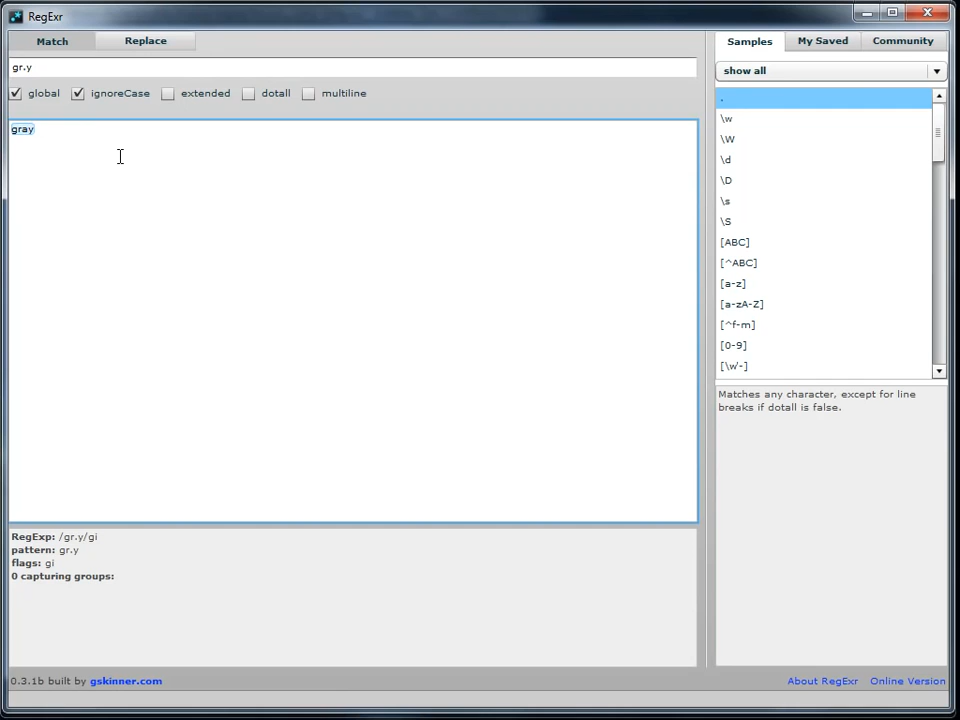 RegExr
Match Replace
gr.y
global ignoreCase extended dotall multiline
gray
RegExp: /gr.y/gi
pattern: gr.y
flags: gi
0 capturing groups:
Samples My Saved Community
show all
.
\w
\W
\d
\D
\s
\S
[ABC]
[^ABC]
[a-z]
[a-zA-Z]
[^f-m]
[0-9]
[\w'-]
Matches any character, except for line
breaks if dotall is false.
0.3.1b built by gskinner.com About RegExr Online Version